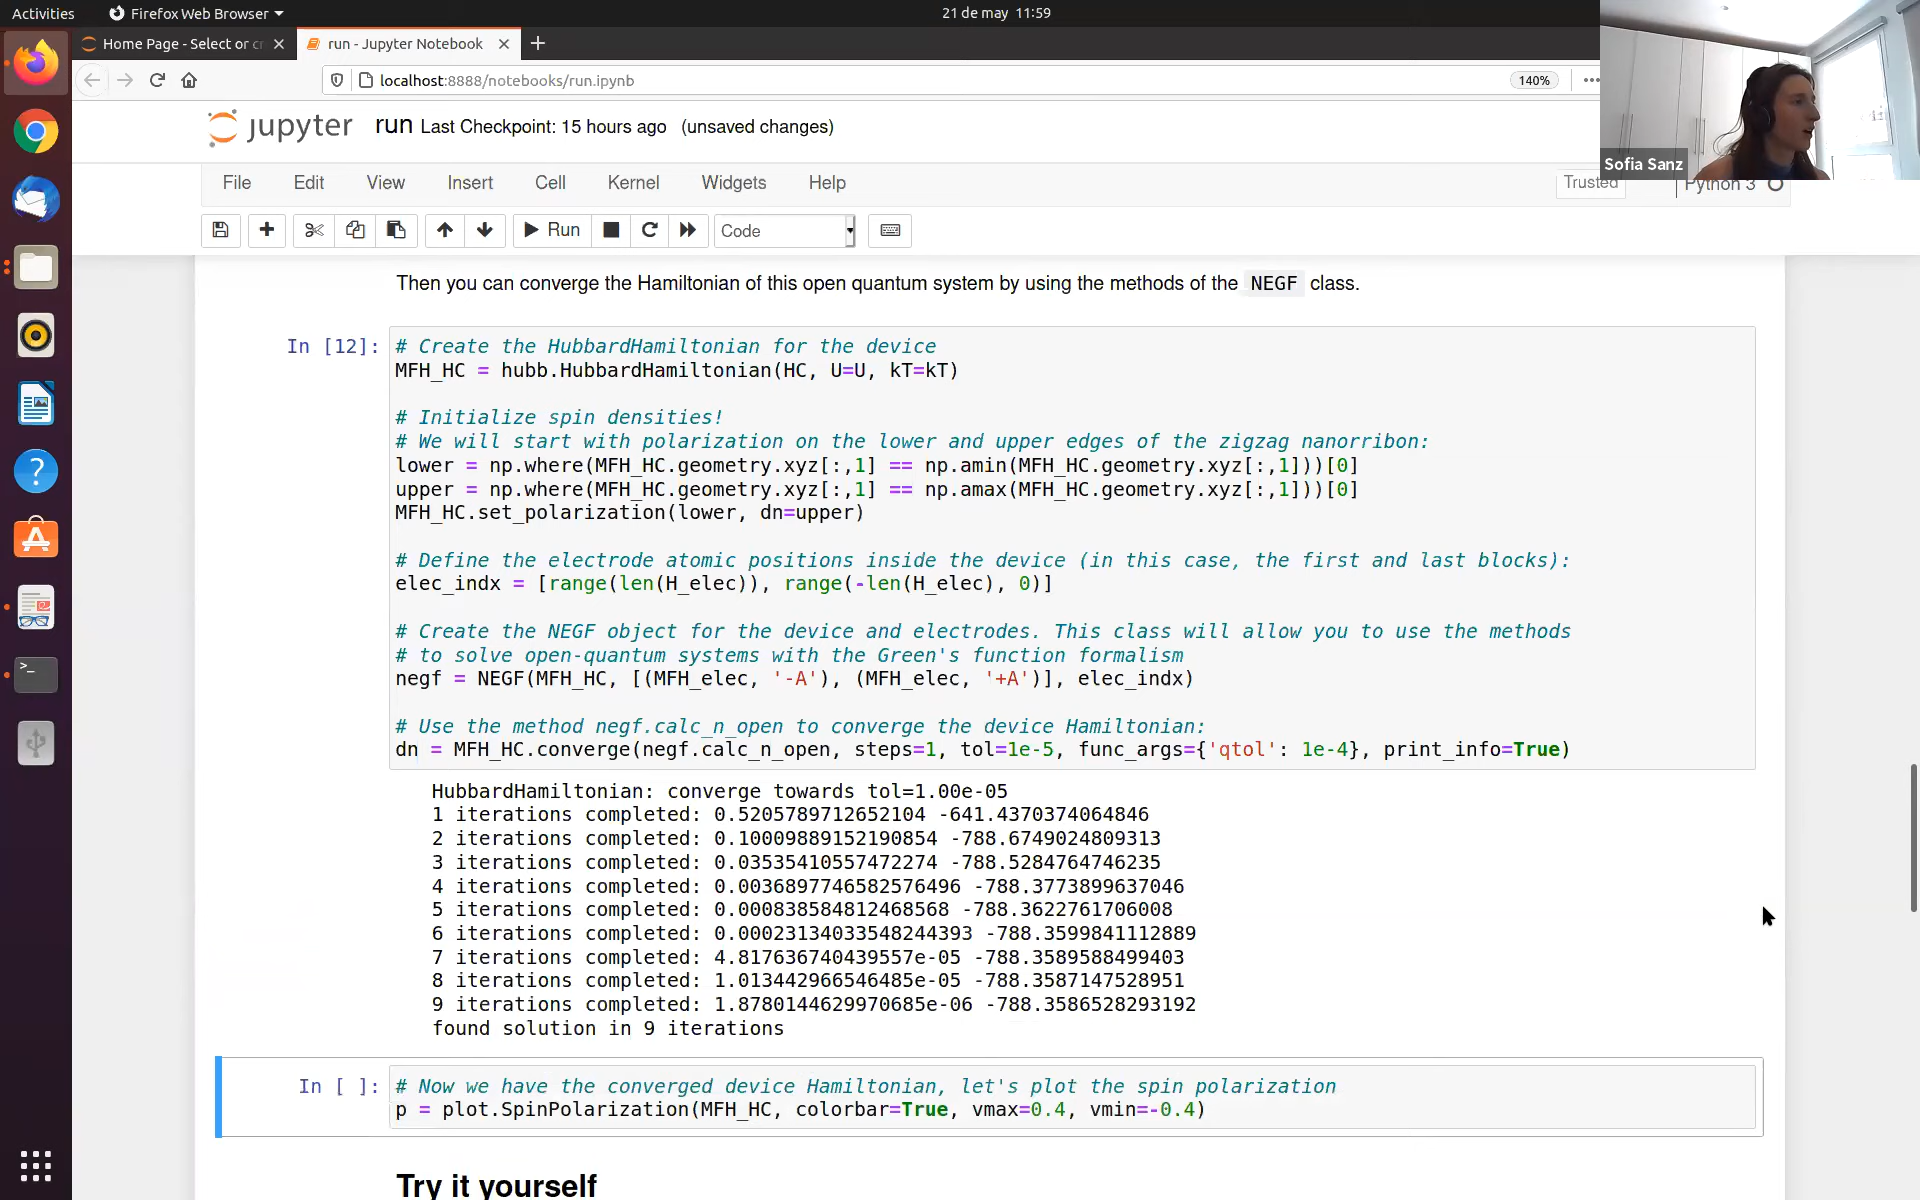 Activities
Firefox Web Browser
21 de may 11:59
Home Page - Select or cr
run - Jupyter Notebook
localhost:8888/notebooks/run.ipynb
140%
Sofia Sanz
jupyter run Last Checkpoint: 15 hours ago (unsaved changes)
File Edit View Insert Cell Kernel Widgets Help
Trusted
Python 3
Run
Code
Then you can converge the Hamiltonian of this open quantum system by using the methods of the NEGF class.
In [12]:
# Create the HubbardHamiltonian for the device
MFH_HC = hubb.HubbardHamiltonian(HC, U=U, kT=kT)
# Initialize spin densities!
# We will start with polarization on the lower and upper edges of the zigzag nanorribon:
lower = np.where(MFH_HC.geometry.xyz[:,1] == np.amin(MFH_HC.geometry.xyz[:,1]))[0]
upper = np.where(MFH_HC.geometry.xyz[:,1] == np.amax(MFH_HC.geometry.xyz[:,1]))[0]
MFH_HC.set_polarization(lower, dn=upper)
# Define the electrode atomic positions inside the device (in this case, the first and last blocks):
elec_indx = [range(len(H_elec)), range(-len(H_elec), 0)]
# Create the NEGF object for the device and electrodes. This class will allow you to use the methods
# to solve open-quantum systems with the Green's function formalism
negf = NEGF(MFH_HC, [(MFH_elec, '-A'), (MFH_elec, '+A')], elec_indx)
# Use the method negf.calc_n_open to converge the device Hamiltonian:
dn = MFH_HC.converge(negf.calc_n_open, steps=1, tol=1e-5, func_args={'qtol': 1e-4}, print_info=True)
HubbardHamiltonian: converge towards tol=1.00e-05
1 iterations completed: 0.5205789712652104 -641.4370374064846
2 iterations completed: 0.10009889152190854 -788.6749024809313
3 iterations completed: 0.03535410557472274 -788.5284764746235
4 iterations completed: 0.0036897746582576496 -788.3773899637046
5 iterations completed: 0.000838584812468568 -788.3622761706008
6 iterations completed: 0.00023134033548244393 -788.3599841112889
7 iterations completed: 4.817636740439557e-05 -788.3589588499403
8 iterations completed: 1.013442966546485e-05 -788.3587147528951
9 iterations completed: 1.8780144629970685e-06 -788.3586528293192
found solution in 9 iterations
In [ ]:
# Now we have the converged device Hamiltonian, let's plot the spin polarization
p = plot.SpinPolarization(MFH_HC, colorbar=True, vmax=0.4, vmin=-0.4)
Try it yourself